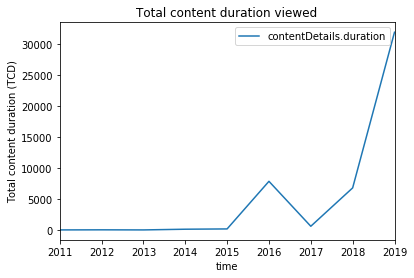 Total content duration viewed
contentDetails.duration
Total content duration (TCD)
30000
25000
20000
15000
10000
5000
0
2011 2012 2013 2014 2015 2016 2017 2018 2019
time